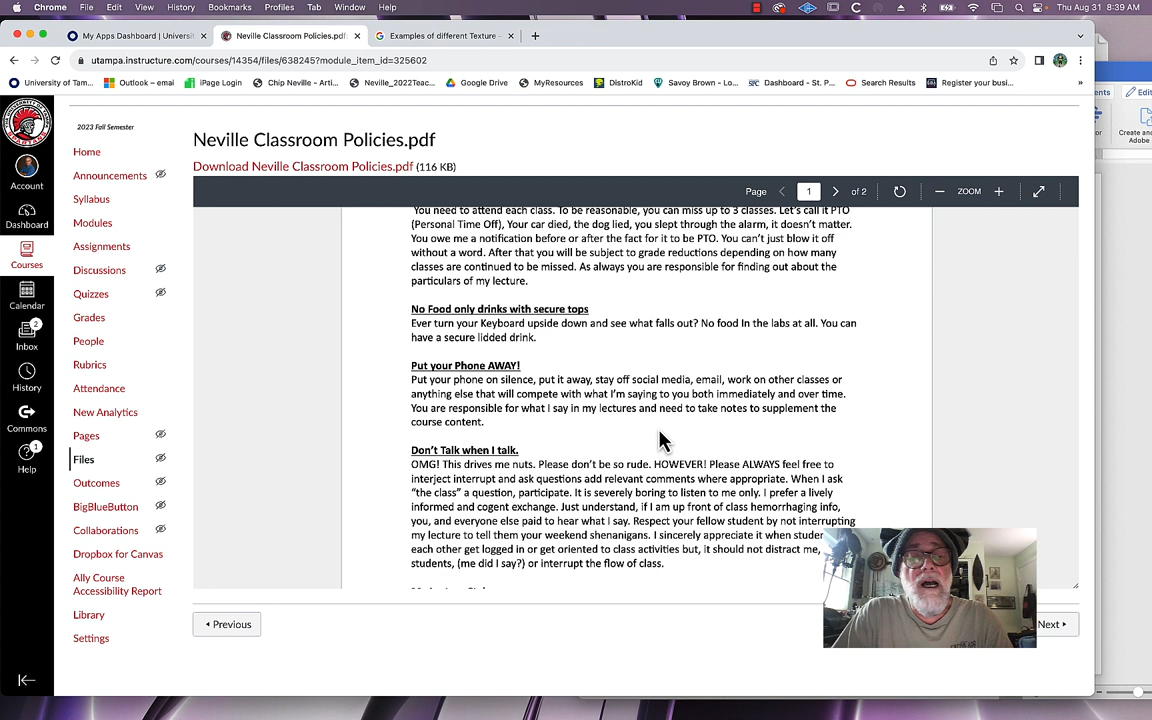 Chrome File Edit View History Bookmarks Profiles Tab Window Help Thu Aug 31 8:39 AM
My Apps Dashboard | Universit Neville Classroom Policies.pdf: Examples of different Texture –
utampa.instructure.com/courses/14354/files/638245?module_item_id=325602
University of Tam... Outlook – emai iPage Login Chip Neville - Arti... Neville_2022Teac... Google Drive MyResources DistroKid Savoy Brown - Lo... SPC Dashboard - St. P... Search Results Register your busi... »
2023 Fall Semester
Home
Announcements
Syllabus
Modules
Assignments
Discussions
Quizzes
Grades
People
Rubrics
Attendance
New Analytics
Pages
Files
Outcomes
BigBlueButton
Collaborations
Dropbox for Canvas
Ally Course
Accessibility Report
Library
Settings
Account
Dashboard
Courses
Calendar
2
Inbox
History
Commons
1
Help
Neville Classroom Policies.pdf
Download Neville Classroom Policies.pdf (116 KB)
Page 1 of 2 ZOOM
You need to attend each class. To be reasonable, you can miss up to 3 classes. Let's call it PTO
(Personal Time Off), Your car died, the dog lied, you slept through the alarm, it doesn't matter.
You owe me a notification before or after the fact for it to be PTO. You can't just blow it off
without a word. After that you will be subject to grade reductions depending on how many
classes are continued to be missed. As always you are responsible for finding out about the
particulars of my lecture.
No Food only drinks with secure tops
Ever turn your Keyboard upside down and see what falls out? No food In the labs at all. You can
have a secure lidded drink.
Put your Phone AWAY!
Put your phone on silence, put it away, stay off social media, email, work on other classes or
anything else that will compete with what I'm saying to you both immediately and over time.
You are responsible for what I say in my lectures and need to take notes to supplement the
course content.
Don't Talk when I talk.
OMG! This drives me nuts. Please don't be so rude. HOWEVER! Please ALWAYS feel free to
interject interrupt and ask questions add relevant comments where appropriate. When I ask
"the class" a question, participate. It is severely boring to listen to me only. I prefer a lively
informed and cogent exchange. Just understand, if I am up front of class hemorrhaging info,
you, and everyone else paid to hear what I say. Respect your fellow student by not interrupting
my lecture to tell them your weekend shenanigans. I sincerely appreciate it when studen
each other get logged in or get oriented to class activities but, it should not distract me,
students, (me did I say?) or interrupt the flow of class.
Previous
Next
ents Edit
tor Create and
Adobe